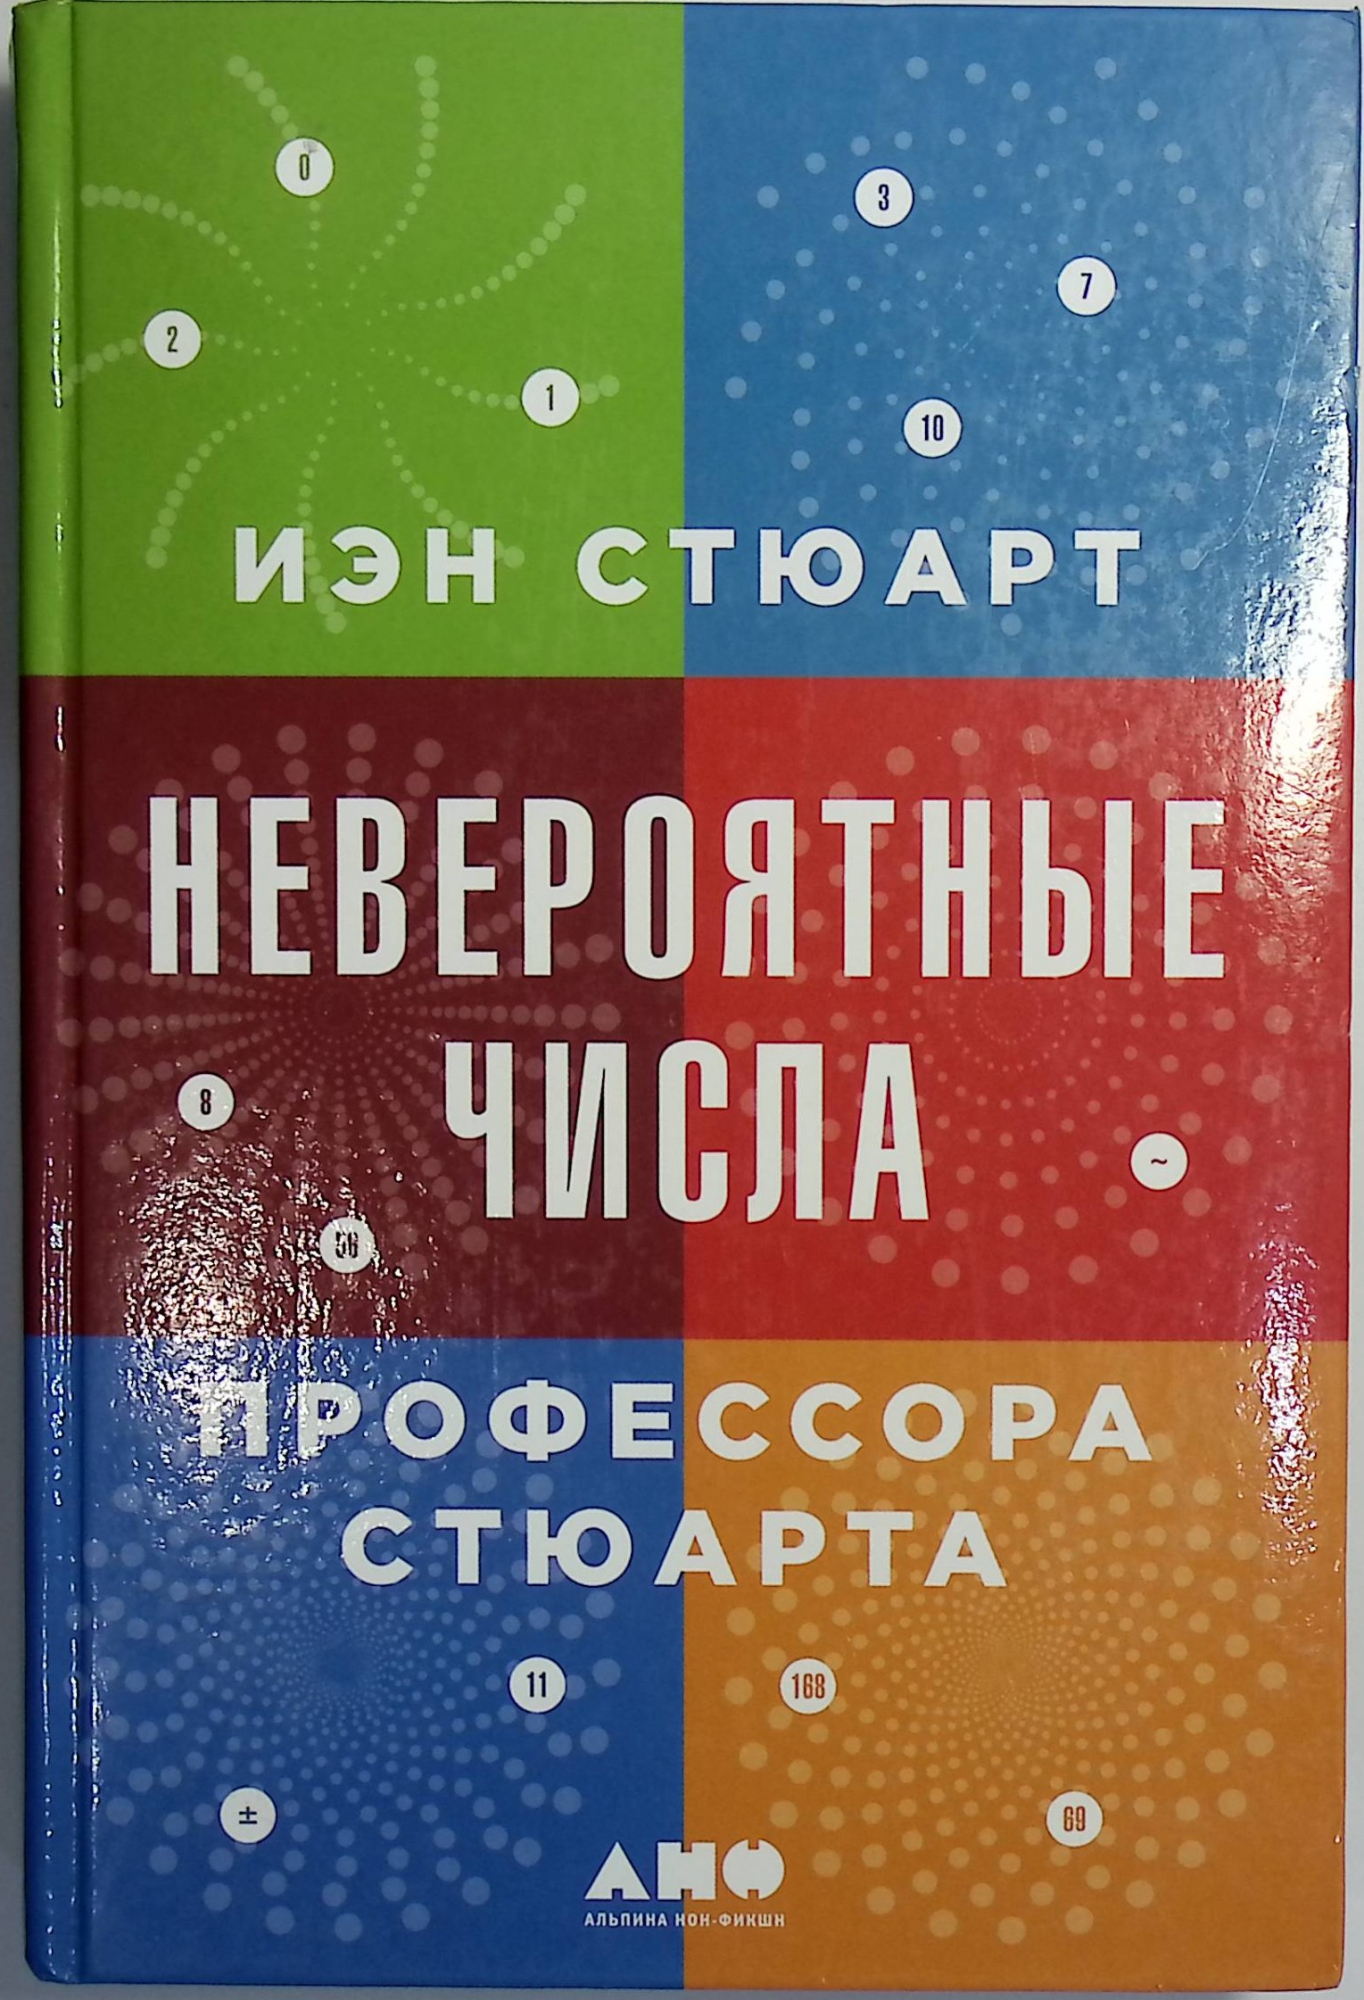 0
3
7
2
1
10
ИЭН СТЮАРТ
НЕВЕРОЯТНЫЕ
ЧИСЛА
8
~
56
ПРОФЕССОРА
СТЮАРТА
11
168
±
69
АНФ
АЛЬПИНА НОН-ФИКШН